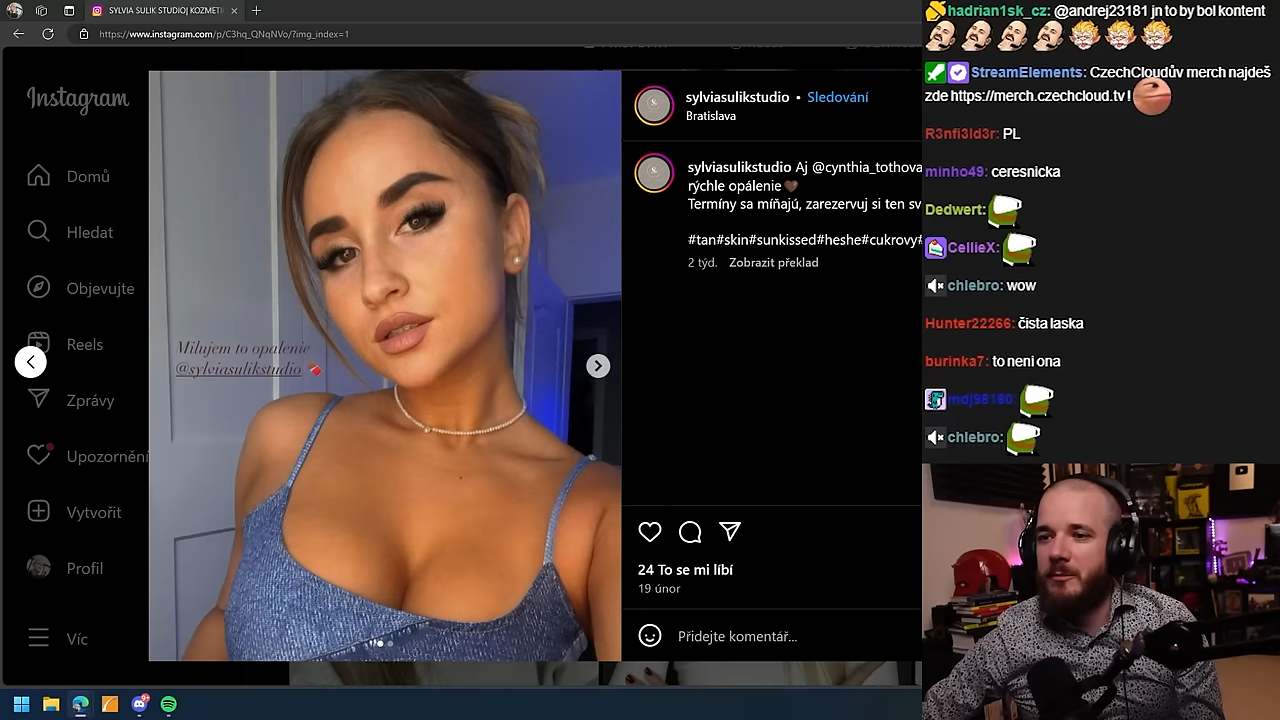 SYLVIA SULIK STUDIO| KOZMETI
https://www.instagram.com/p/C3hq_QNqNVo/?img_index=1
Instagram
Domů
Hledat
Objevujte
Reels
Zprávy
Upozornění
Vytvořit
Profil
Víc
Milujem to opalenie
@sylviasulikstudio
sylviasulikstudio • Sledování
Bratislava
sylviasulikstudio Aj @cynthia_tothova
rýchle opálenie
Termíny sa míňajú, zarezervuj si ten sv
#tan#skin#sunkissed#heshe#cukrovy#
2 týd. Zobrazit překlad
24 To se mi líbí
19 únor
Přidejte komentář...
hadrian1sk_cz: @andrej23181 jn to by bol kontent
StreamElements: CzechCloudův merch najdeš
zde https://merch.czechcloud.tv !
R3nfi3ld3r: PL
minho49: ceresnicka
Dedwert:
CellieX:
chlebro: wow
Hunter22266: čista laska
burinka7: to neni ona
mdj98180:
chlebro: